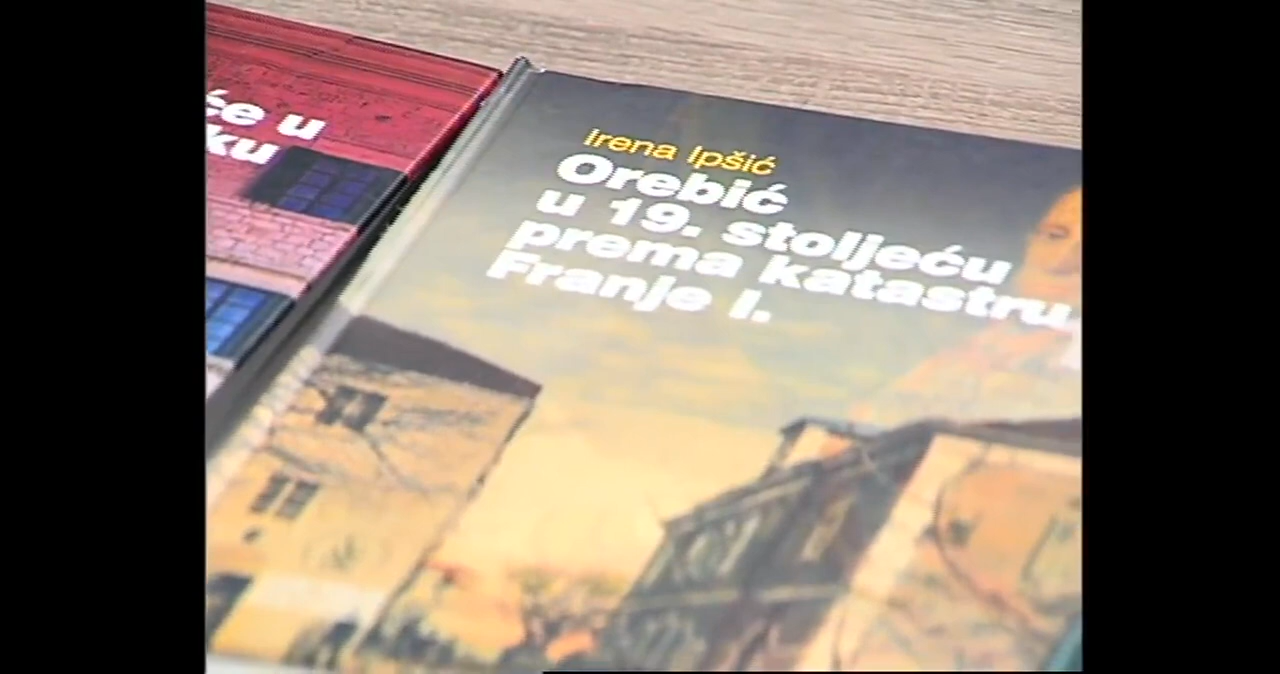 će u
ku
Irena Ipšić
Orebić
u 19. stoljeću
prema katastru
Franje I.